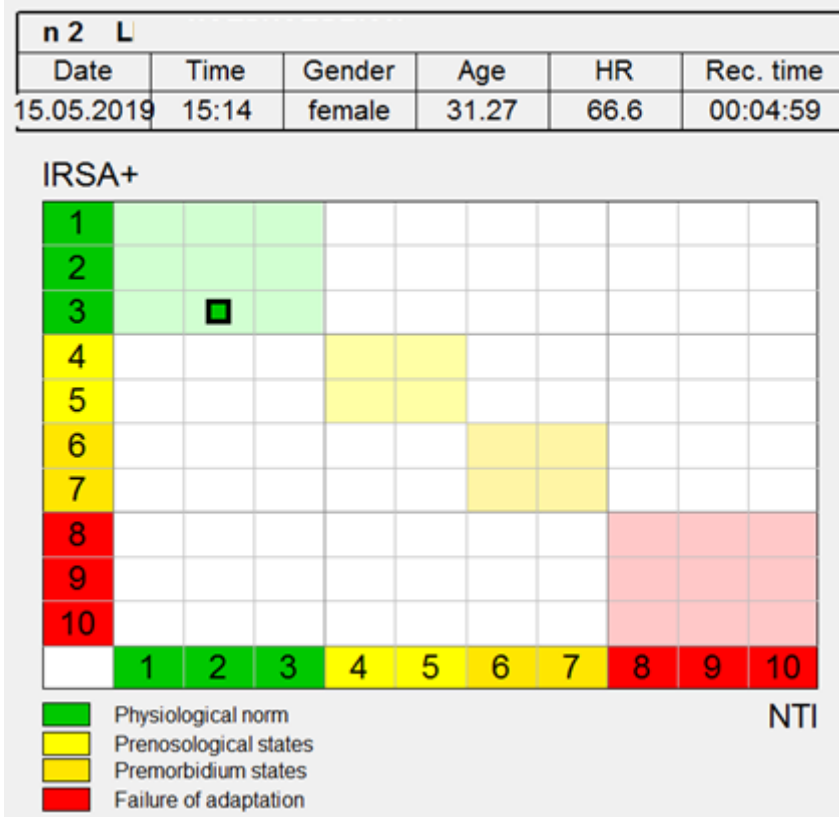 n 2 L
Date Time Gender Age HR Rec. time
15.05.2019 15:14 female 31.27 66.6 00:04:59
IRSA+
1
2
3
4
5
6
7
8
9
10
1 2 3 4 5 6 7 8 9 10
NTI
Physiological norm
Prenosological states
Premorbidium states
Failure of adaptation